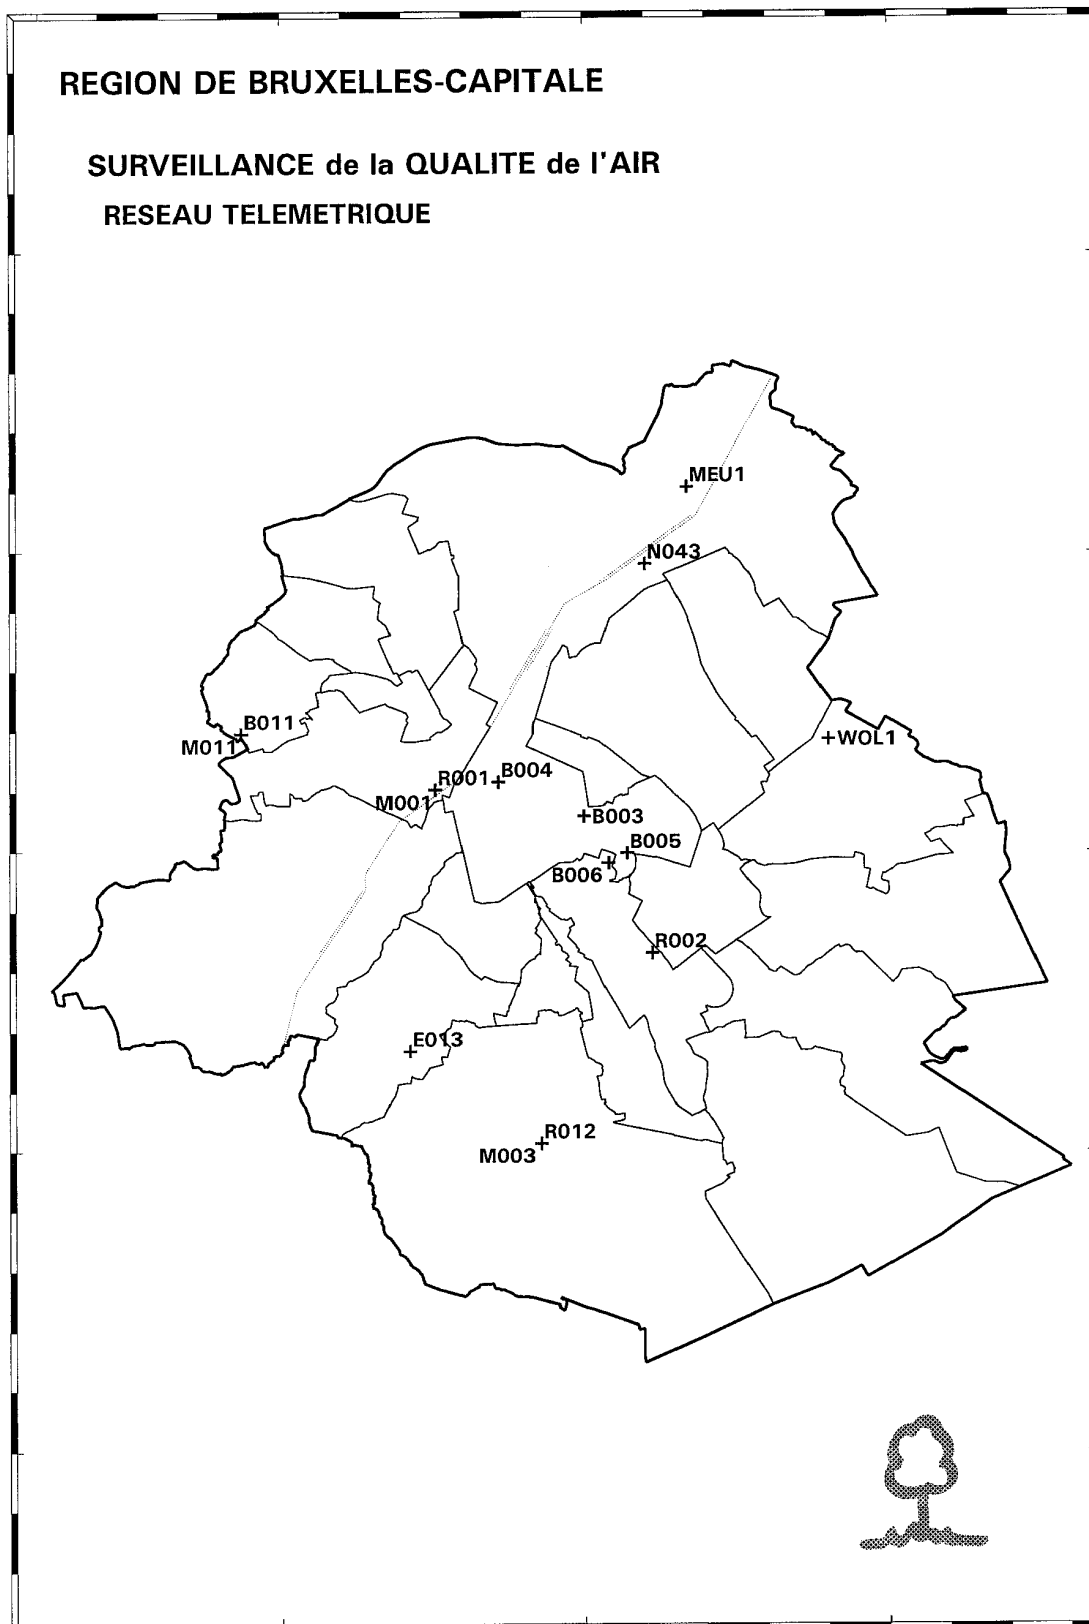 REGION DE BRUXELLES-CAPITALE
SURVEILLANCE de la QUALITE de l'AIR
RESEAU TELEMETRIQUE
MEU1
N043
B011
M011
WOL1
R001
B004
M001
B003
B005
B006
R002
E013
R012
M003